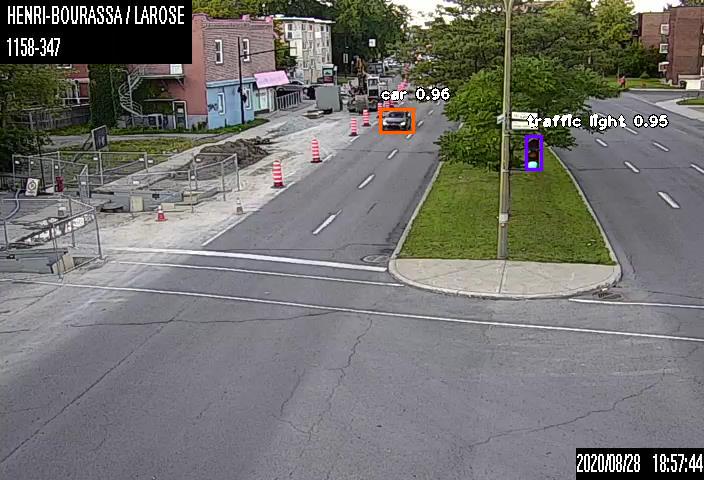 HENRI-BOURASSA / LAROSE
1158-347
car 0.96
traffic light 0.95
2020/08/28 18:57:44